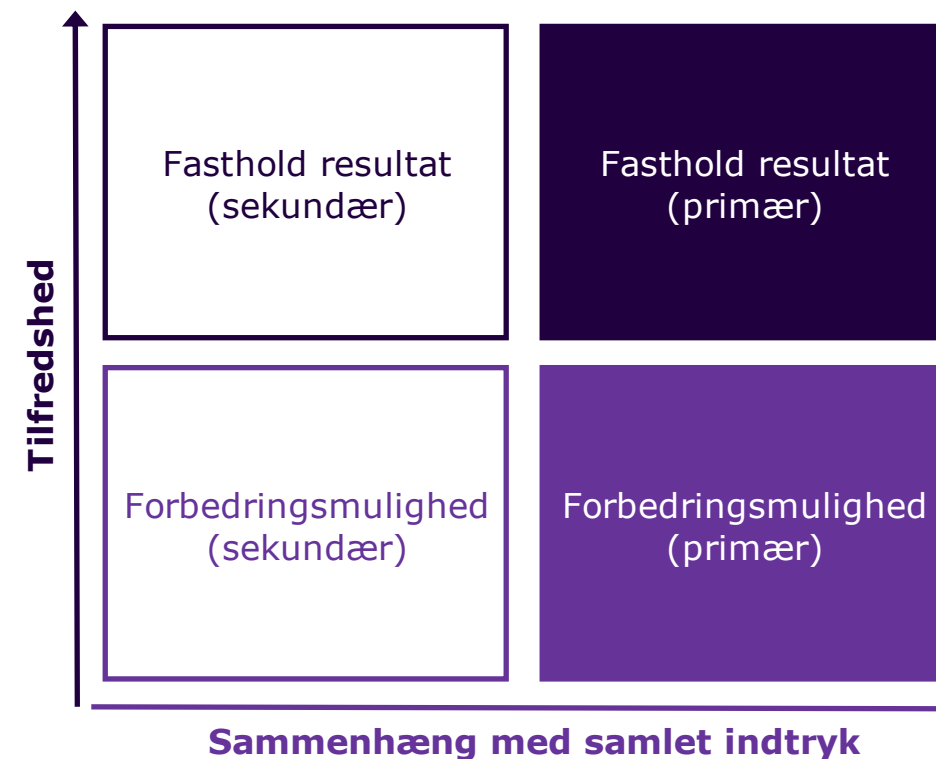 Tilfredshed
Fasthold resultat
(sekundær)
Fasthold resultat
(primær)
Forbedringsmulighed
(sekundær)
Forbedringsmulighed
(primær)
Sammenhæng med samlet indtryk